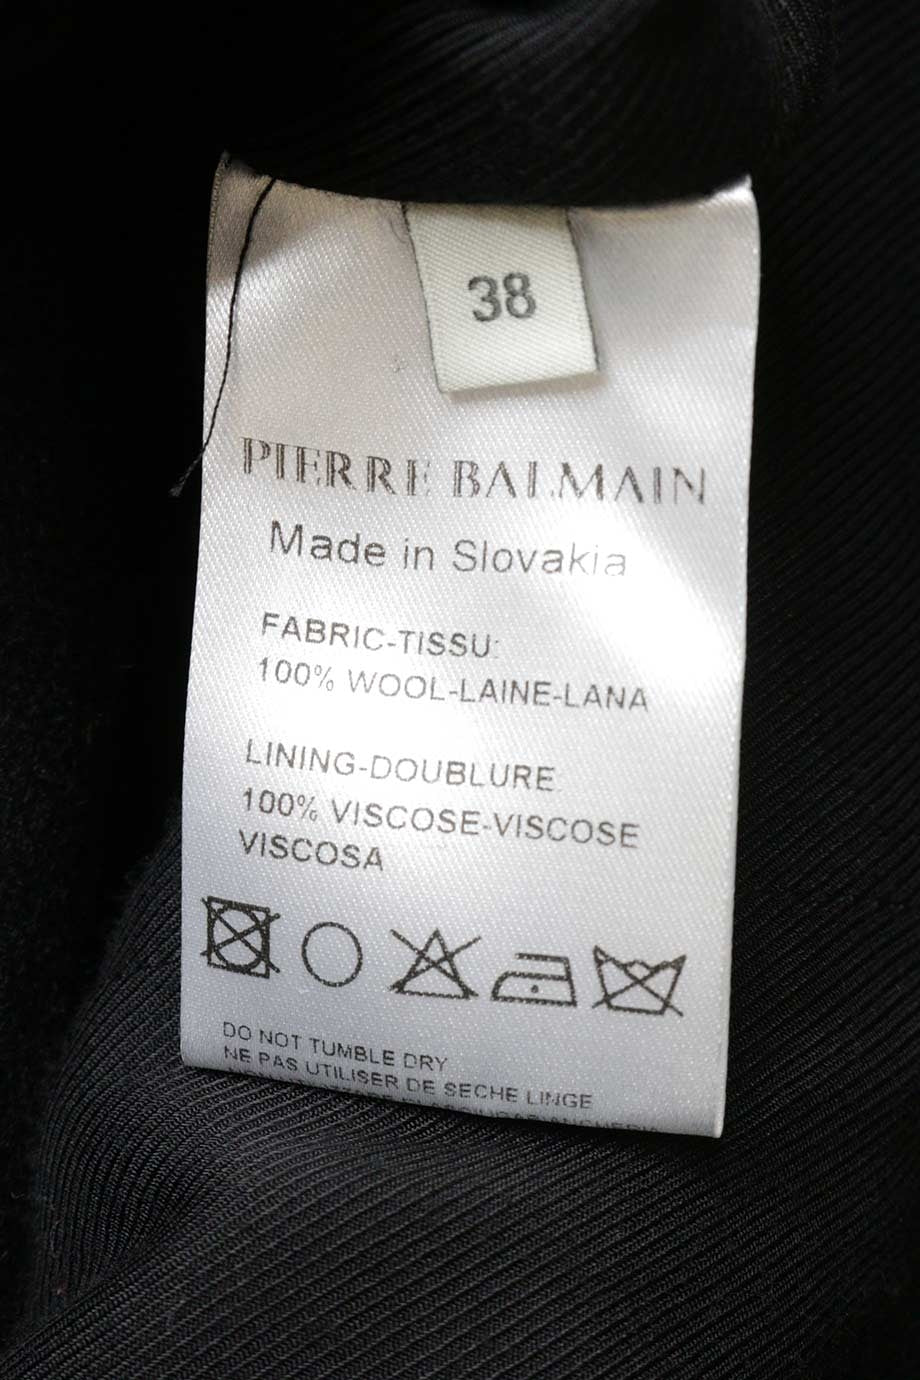 38
PIERRE BALMAIN
Made in Slovakia
FABRIC-TISSU:
100% WOOL-LAINE-LANA
LINING-DOUBLURE
100% VISCOSE-VISCOSE
VISCOSA
DO NOT TUMBLE DRY
NE PAS UTILISER DE SECHE LINGE